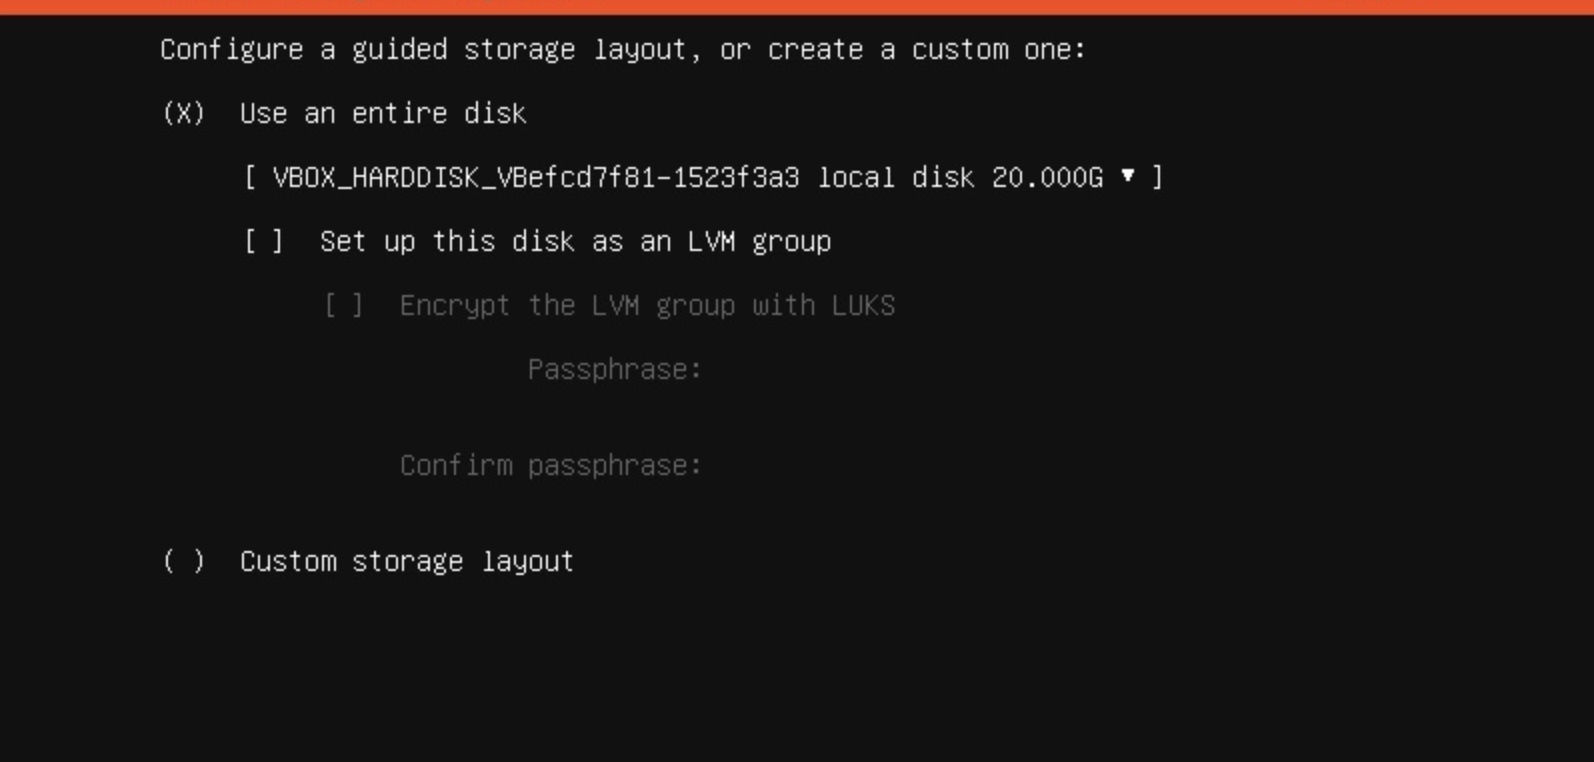 Configure a guided storage layout, or create a custom one:
(X) Use an entire disk
[ VBOX_HARDDISK_VBefcd7f81-1523f3a3 local disk 20.000G ▾ ]
[ ] Set up this disk as an LVM group
[ ] Encrypt the LVM group with LUKS
Passphrase:
Confirm passphrase:
( ) Custom storage layout